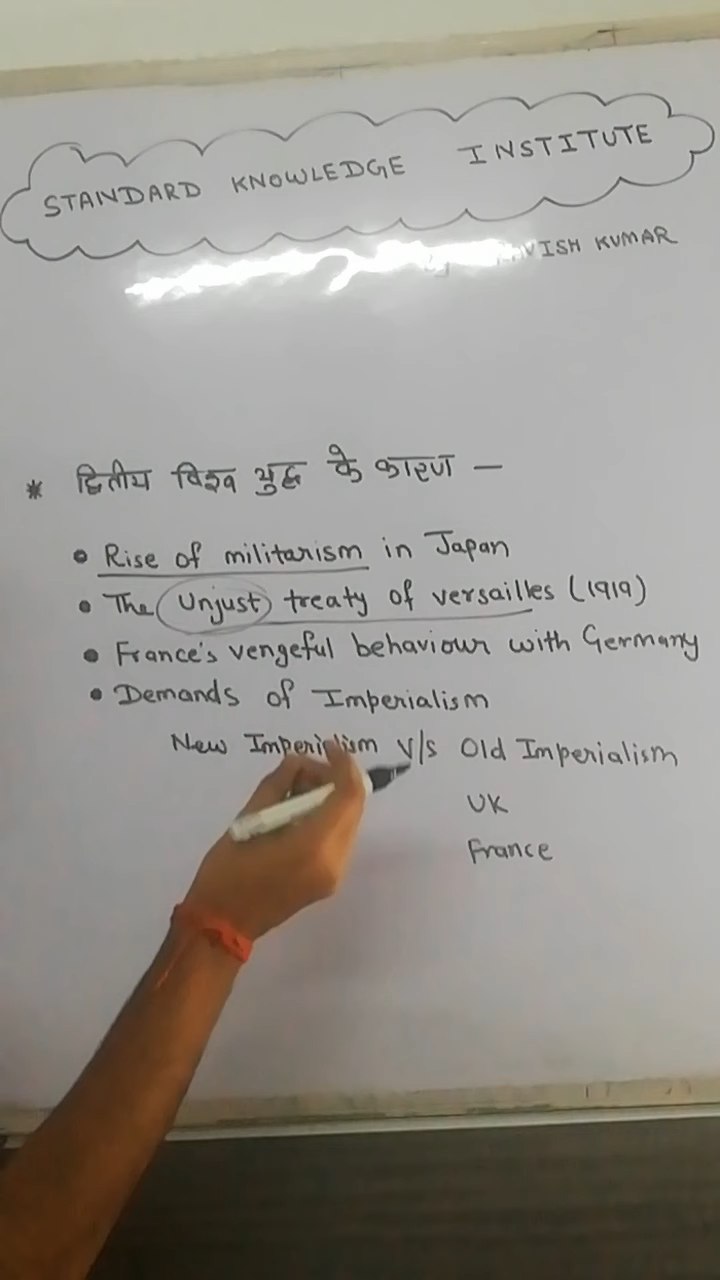 STANDARD KNOWLEDGE INSTITUTE
VISH KUMAR
* द्वितीय विश्व युद्ध के कारण —
• Rise of militarism in Japan
• The Unjust treaty of versailles (1919)
• France's vengeful behaviour with Germany
• Demands of Imperialism
New Imperialism V/s Old Imperialism
UK
France